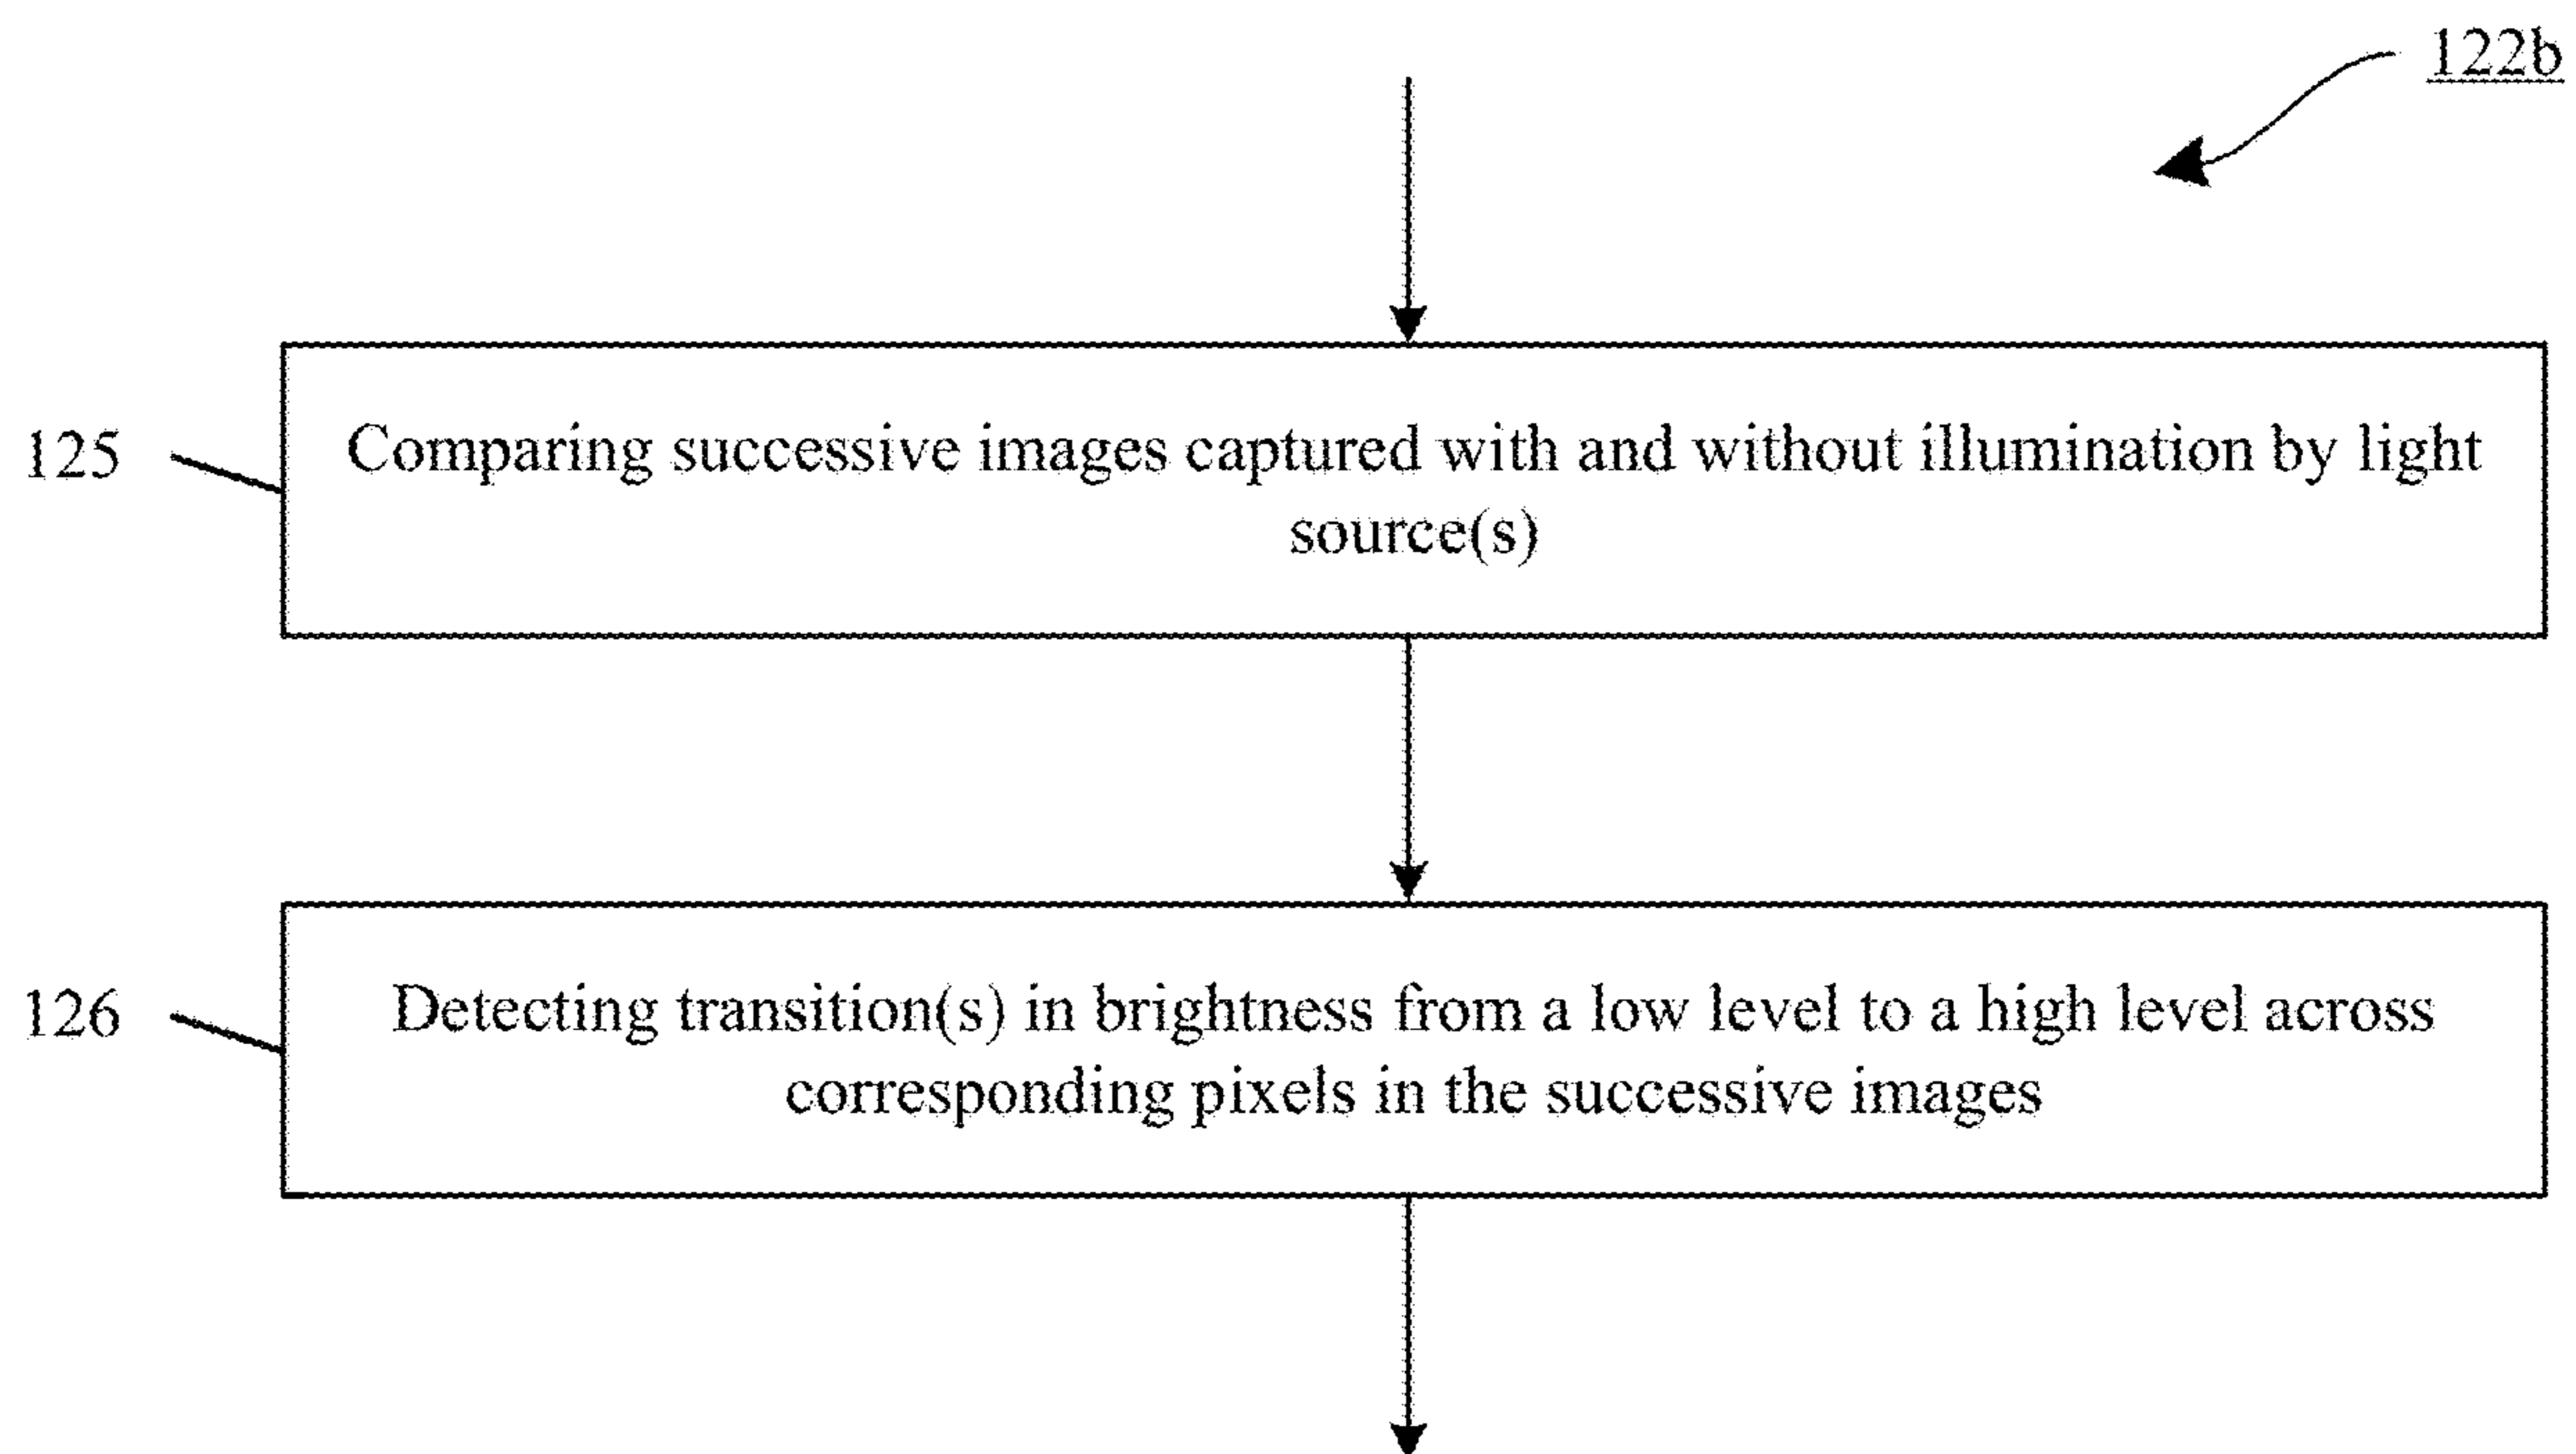 122b
125
Comparing successive images captured with and without illumination by light
source(s)
126
Detecting transition(s) in brightness from a low level to a high level across
corresponding pixels in the successive images